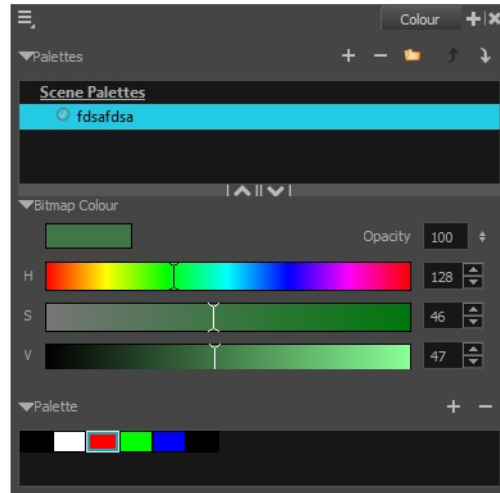 Colour
Palettes
Scene Palettes
fdsafdsa
Bitmap Colour
Opacity 100
H 128
S 46
V 47
Palette